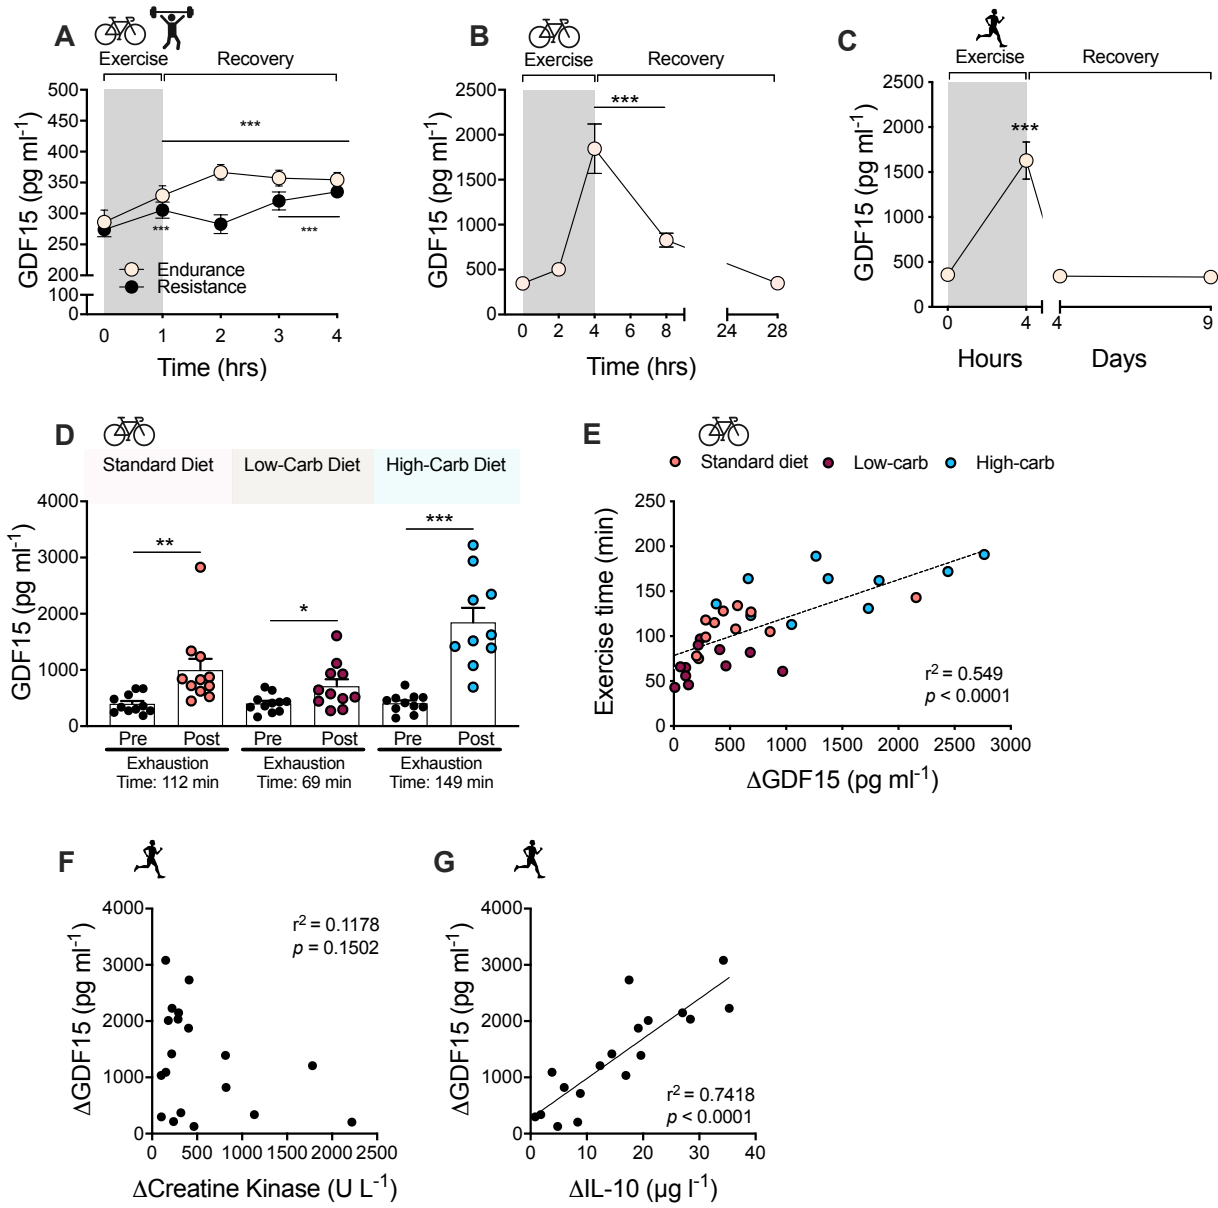 A
Exercise Recovery
500
450
400
350
300
250
200
100
0
GDF15 (pg ml⁻¹)
***
***
***
Endurance
Resistance
0 1 2 3 4
Time (hrs)
B
Exercise Recovery
2500
2000
1500
1000
500
0
GDF15 (pg ml⁻¹)
***
0 2 4 8 24 28
Time (hrs)
C
Exercise Recovery
2500
2000
1500
1000
500
0
GDF15 (pg ml⁻¹)
***
0 4 4 9
Hours Days
D
Standard Diet Low-Carb Diet High-Carb Diet
4000
3000
2000
1000
0
GDF15 (pg ml⁻¹)
** * ***
Pre Post Pre Post Pre Post
Exhaustion Exhaustion Exhaustion
Time: 112 min Time: 69 min Time: 149 min
E
Standard diet Low-carb High-carb
250
200
150
100
50
0
Exercise time (min)
r² = 0.549
p < 0.0001
0 500 1000 1500 2000 2500 3000
ΔGDF15 (pg ml⁻¹)
F
4000
3000
2000
1000
0
ΔGDF15 (pg ml⁻¹)
r² = 0.1178
p = 0.1502
0 500 1000 1500 2000 2500
ΔCreatine Kinase (U L⁻¹)
G
4000
3000
2000
1000
0
ΔGDF15 (pg ml⁻¹)
r² = 0.7418
p < 0.0001
0 10 20 30 40
ΔIL-10 (µg l⁻¹)